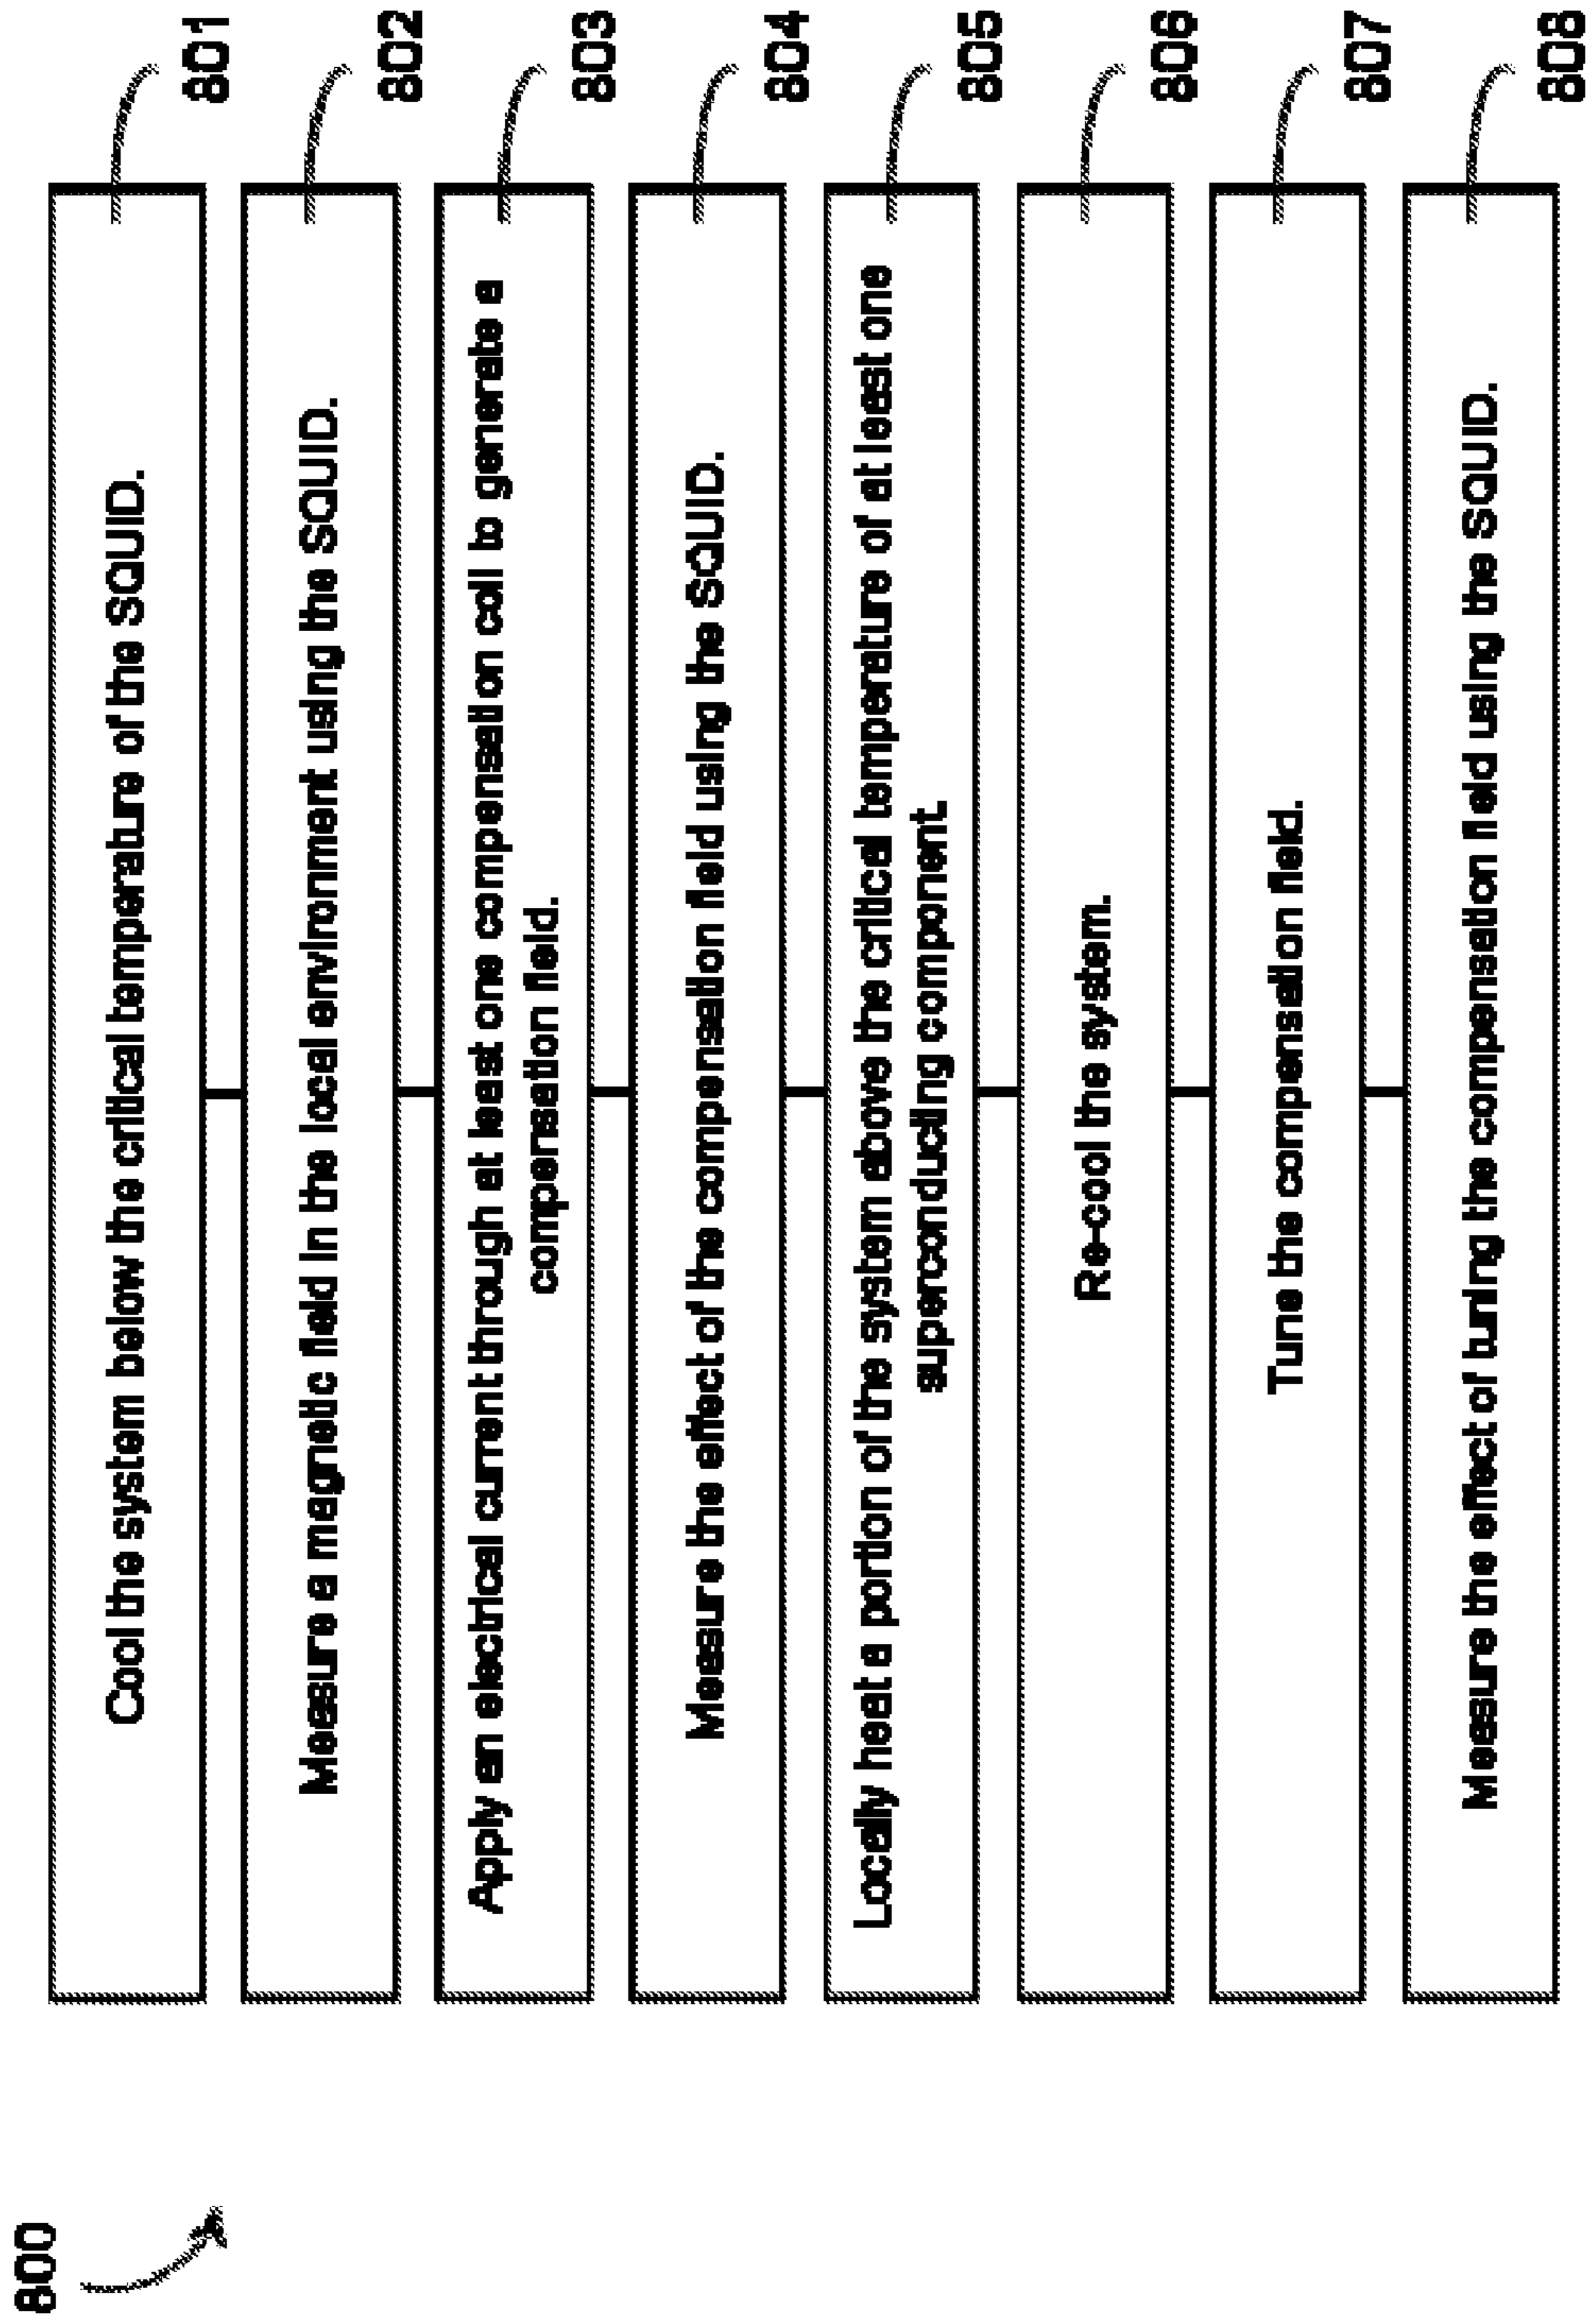 800
Cool the system below the critical temperature of the SQUID.
801
Measure a magnetic field in the local environment using the SQUID.
802
Apply an electrical current through at least one compensation coil to generate a
compensation field.
803
Measure the effect of the compensation field using the SQUID.
804
Locally heat a portion of the system above the critical temperature of at least one
superconducting component.
805
Re-cool the system.
806
Tune the compensation field.
807
Measure the effect of tuning the compensation field using the SQUID.
808